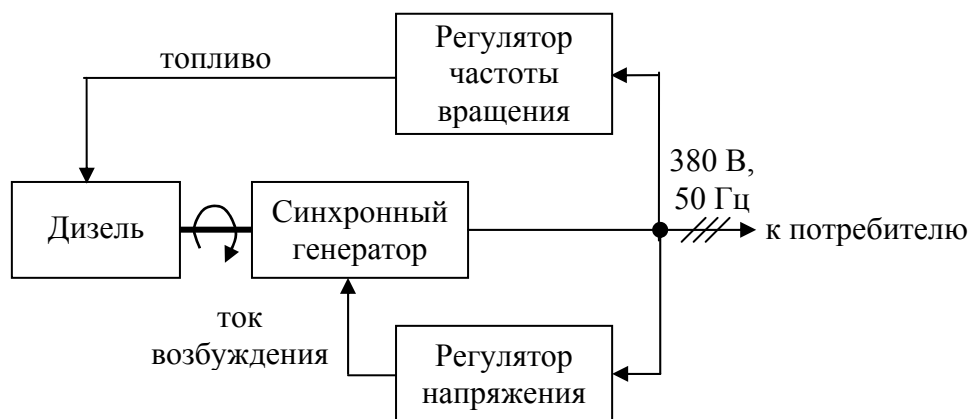 Регулятор
частоты
вращения
топливо
380 В,
50 Гц
Дизель
Синхронный
генератор
к потребителю
ток
возбуждения
Регулятор
напряжения